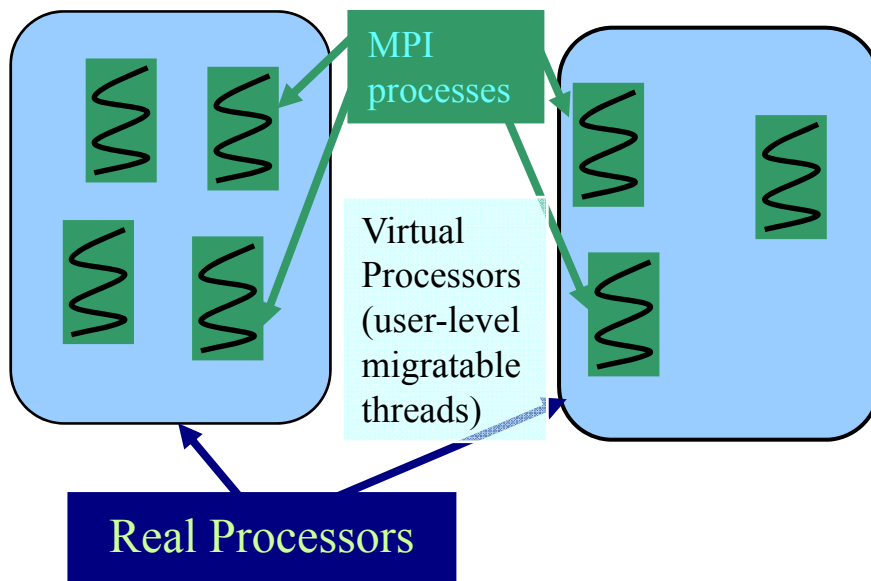 MPI
processes
Virtual
Processors
(user-level
migratable
threads)
Real Processors